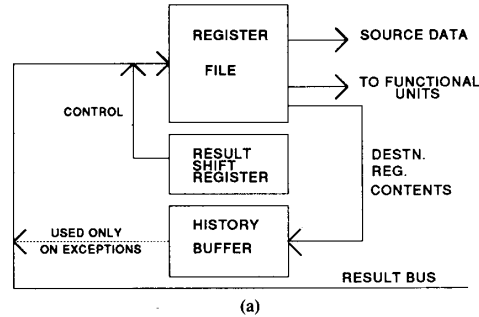 REGISTER
FILE
SOURCE DATA
TO FUNCTIONAL
UNITS
CONTROL
RESULT
SHIFT
REGISTER
DESTN.
REG.
CONTENTS
HISTORY
BUFFER
USED ONLY
ON EXCEPTIONS
RESULT BUS
(a)